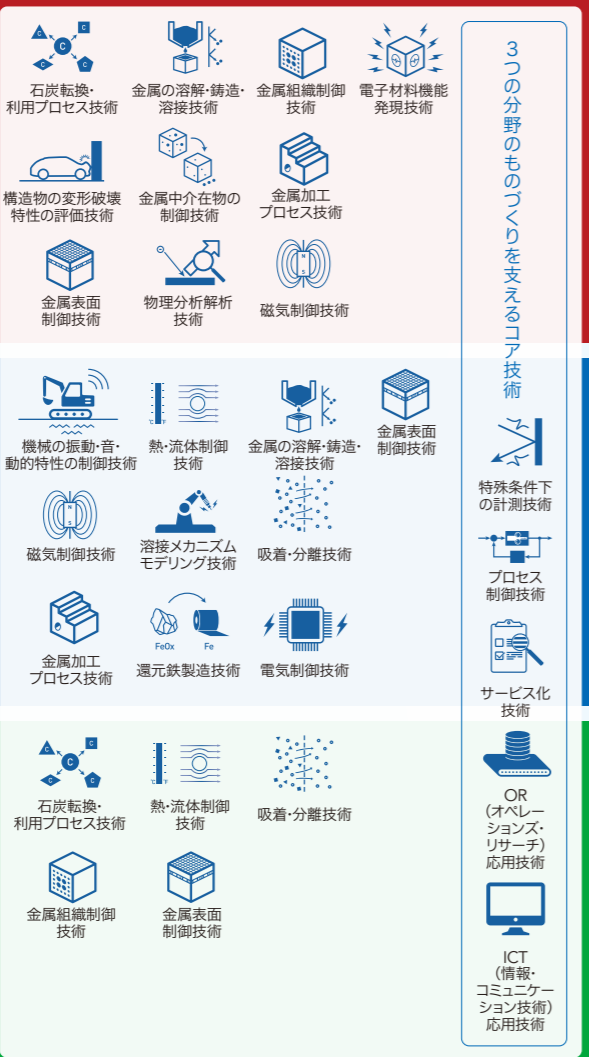 石炭転換・
利用プロセス技術
金属の溶解・鋳造・
溶接技術
金属組織制御
技術
電子材料機能
発現技術
構造物の変形破壊
特性の評価技術
金属中介在物の
制御技術
金属加工
プロセス技術
金属表面
制御技術
物理分析解析
技術
N
S
磁気制御技術
機械の振動・音・
動的特性の制御技術
°C °F
熱・流体制御
技術
金属の溶解・鋳造・
溶接技術
金属表面
制御技術
N
S
磁気制御技術
溶接メカニズム
モデリング技術
吸着・分離技術
金属加工
プロセス技術
FeOx Fe
還元鉄製造技術
電気制御技術
C
C
C
C
C
石炭転換・
利用プロセス技術
°C °F
熱・流体制御
技術
吸着・分離技術
金属組織制御
技術
金属表面
制御技術
3つの分野のものづくりを支えるコア技術
特殊条件下
の計測技術
プロセス
制御技術
サービス化
技術
OR
（オペレー
ションズ・
リサーチ）
応用技術
ICT
（情報・
コミュニケー
ション技術）
応用技術